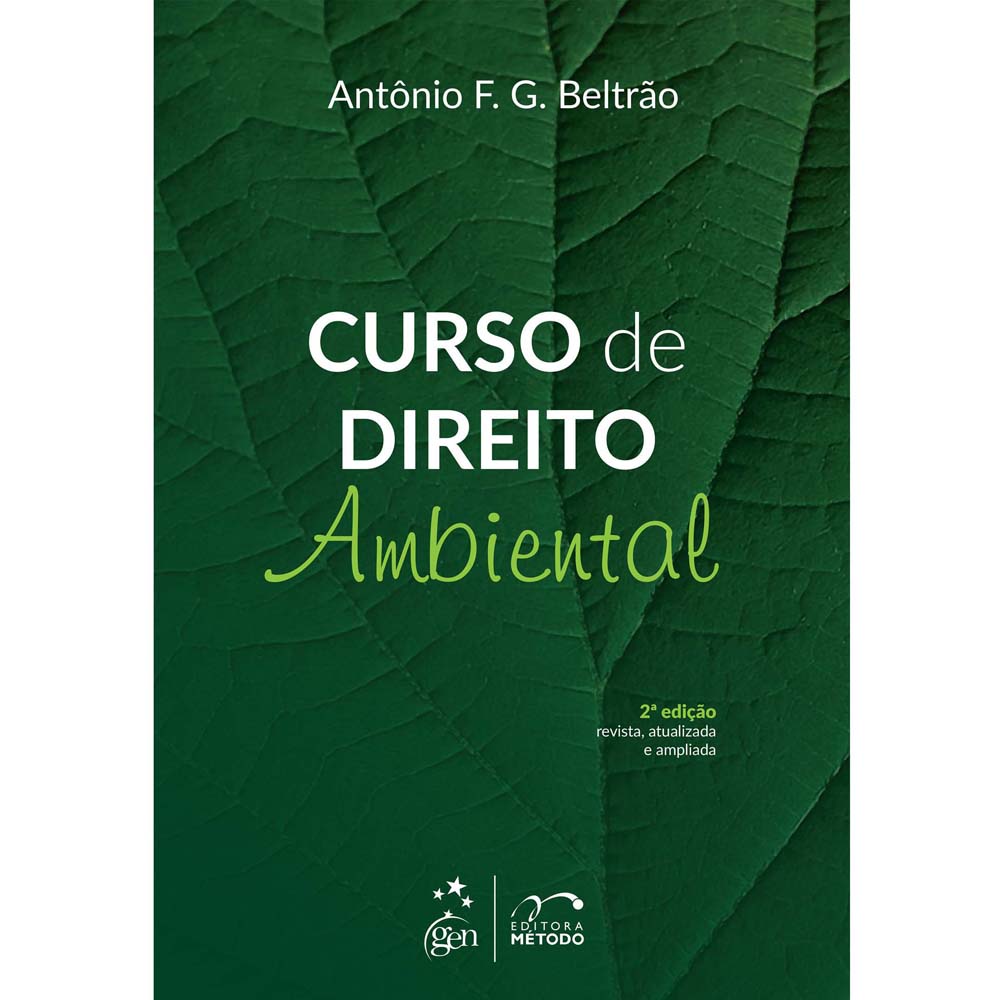 Antônio F. G. Beltrão
CURSO de
DIREITO
Ambiental
2ª edição
revista, atualizada
e ampliada
gen
EDITORA
MÉTODO